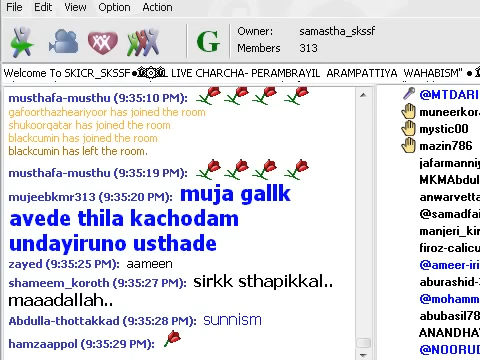 File Edit View Option Action
G
Owner: samastha_skssf
Members 313
Welcome To SKICR_SKSSF LIVE CHARCHA- PERAMBRAYIL ARAMPATTIYA WAHABISM"
musthafa-musthu (9:35:10 PM):
gafoorthazheariyoor has joined the room
shukoorqatar has joined the room
blackcumin has joined the room
blackcumin has left the room.
musthafa-musthu (9:35:19 PM):
mujeebkmr313 (9:35:20 PM): muja gallk
avede thila kachodam
undayiruno usthade
zayed (9:35:25 PM): aameen
shameem_koroth (9:35:27 PM): sirkk sthapikkal..
maaadallah..
Abdulla-thottakkad (9:35:28 PM): sunnism
hamzaappol (9:35:29 PM):
@MTDARI
muneerkora
mystic00
mazin786
jafarmanniy
MKMAbdul
anwarvetta
@samadfai
manjeri_kir
firoz-calicu
@ameer-iri
aburashid-3
@mohamm
abubasil78
ANANDHAY
@NOORUD